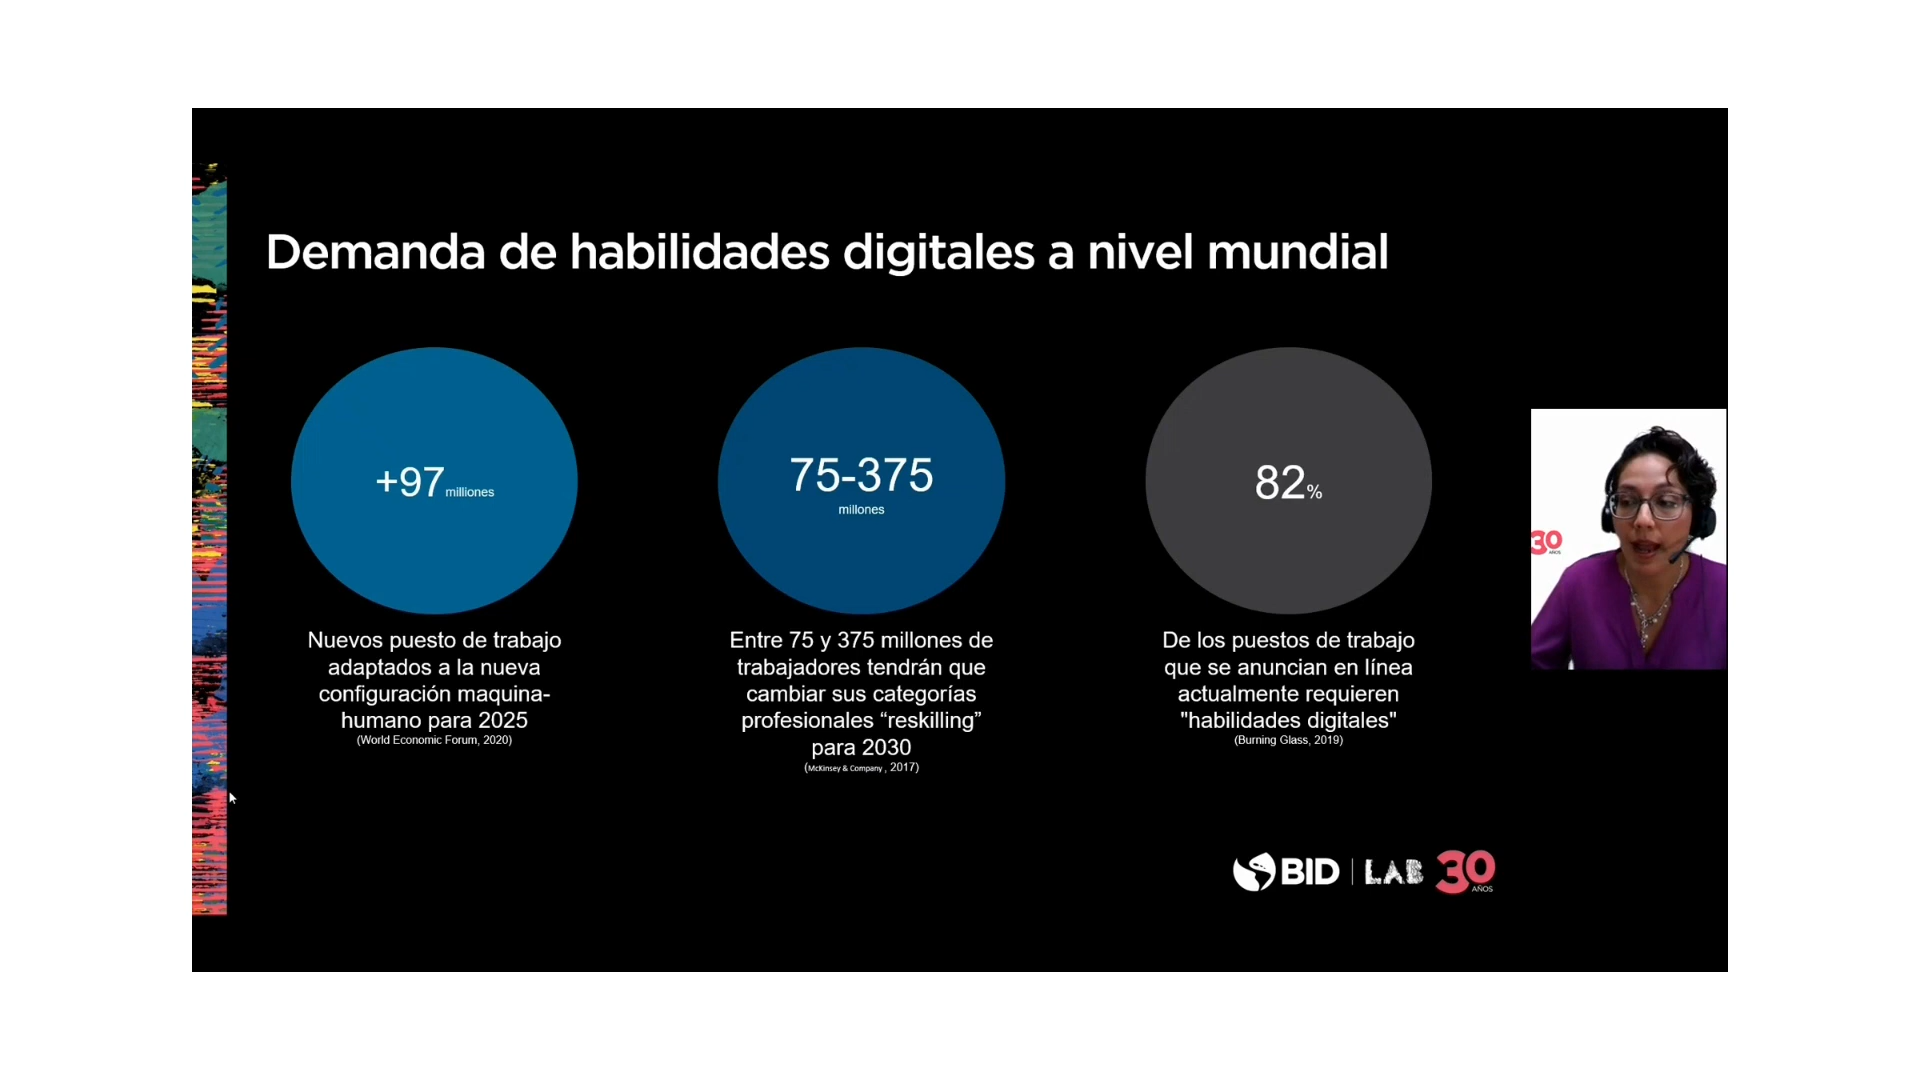 Demanda de habilidades digitales a nivel mundial
+97 milliones
Nuevos puesto de trabajo
adaptados a la nueva
configuración maquina-
humano para 2025
(World Economic Forum, 2020)
75-375
millones
Entre 75 y 375 millones de
trabajadores tendrán que
cambiar sus categorías
profesionales “reskilling”
para 2030
(McKinsey & Company , 2017)
82%
De los puestos de trabajo
que se anuncian en línea
actualmente requieren
"habilidades digitales"
(Burning Glass, 2019)
30
AÑOS
BID | LAB 30
AÑOS